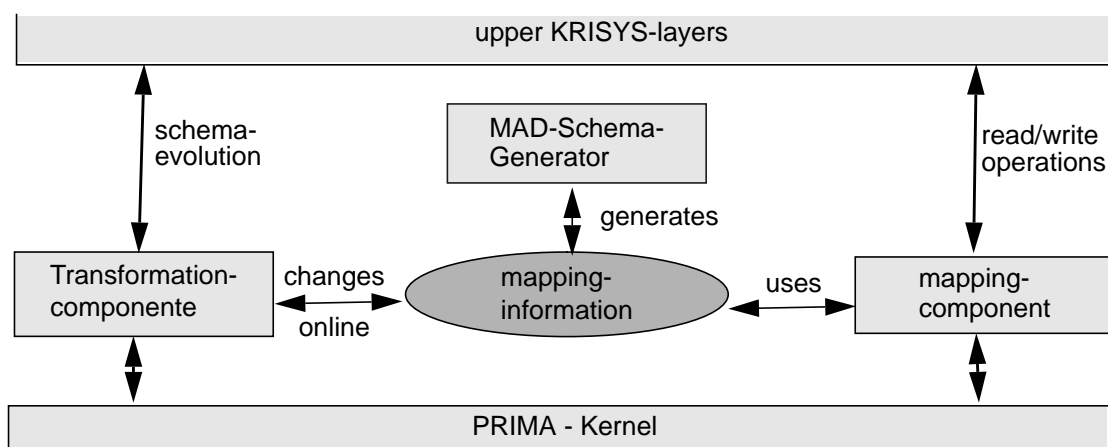 upper KRISYS-layers
schema-
evolution
MAD-Schema-
Generator
read/write
operations
generates
Transformation-
componente
changes
online
mapping-
information
uses
mapping-
component
PRIMA - Kernel